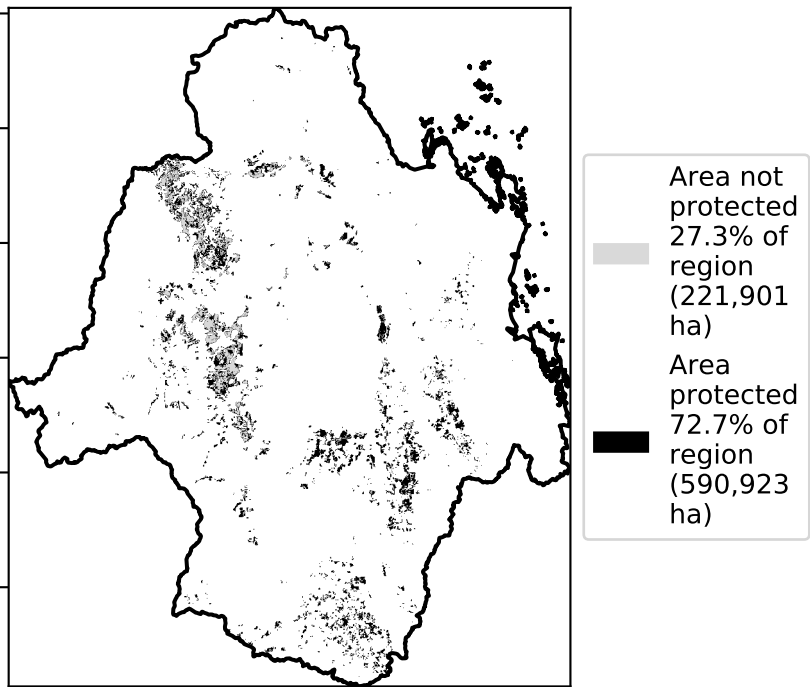 Area not
protected
27.3% of
region
(221,901
ha)
Area
protected
72.7% of
region
(590,923
ha)